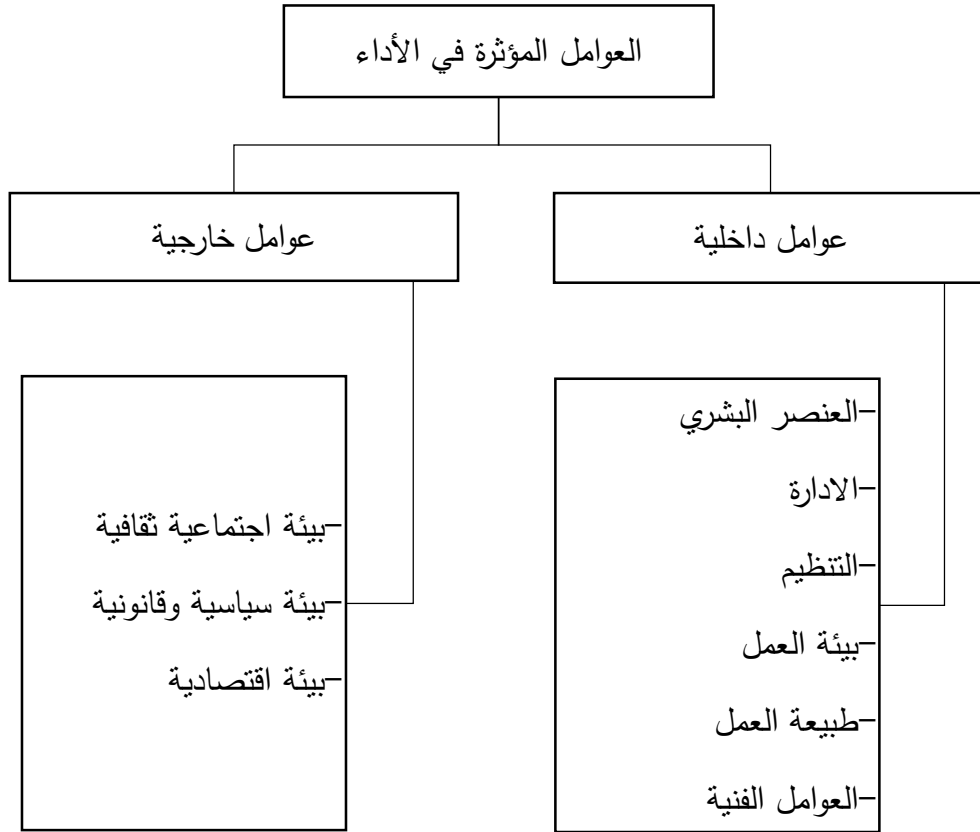 العوامل المؤثرة في الأداء
عوامل داخلية
عوامل خارجية
-العنصر البشري
-الادارة
-التنظيم
-بيئة العمل
-طبيعة العمل
-العوامل الفنية
-بيئة اجتماعية ثقافية
-بيئة سياسية وقانونية
-بيئة اقتصادية